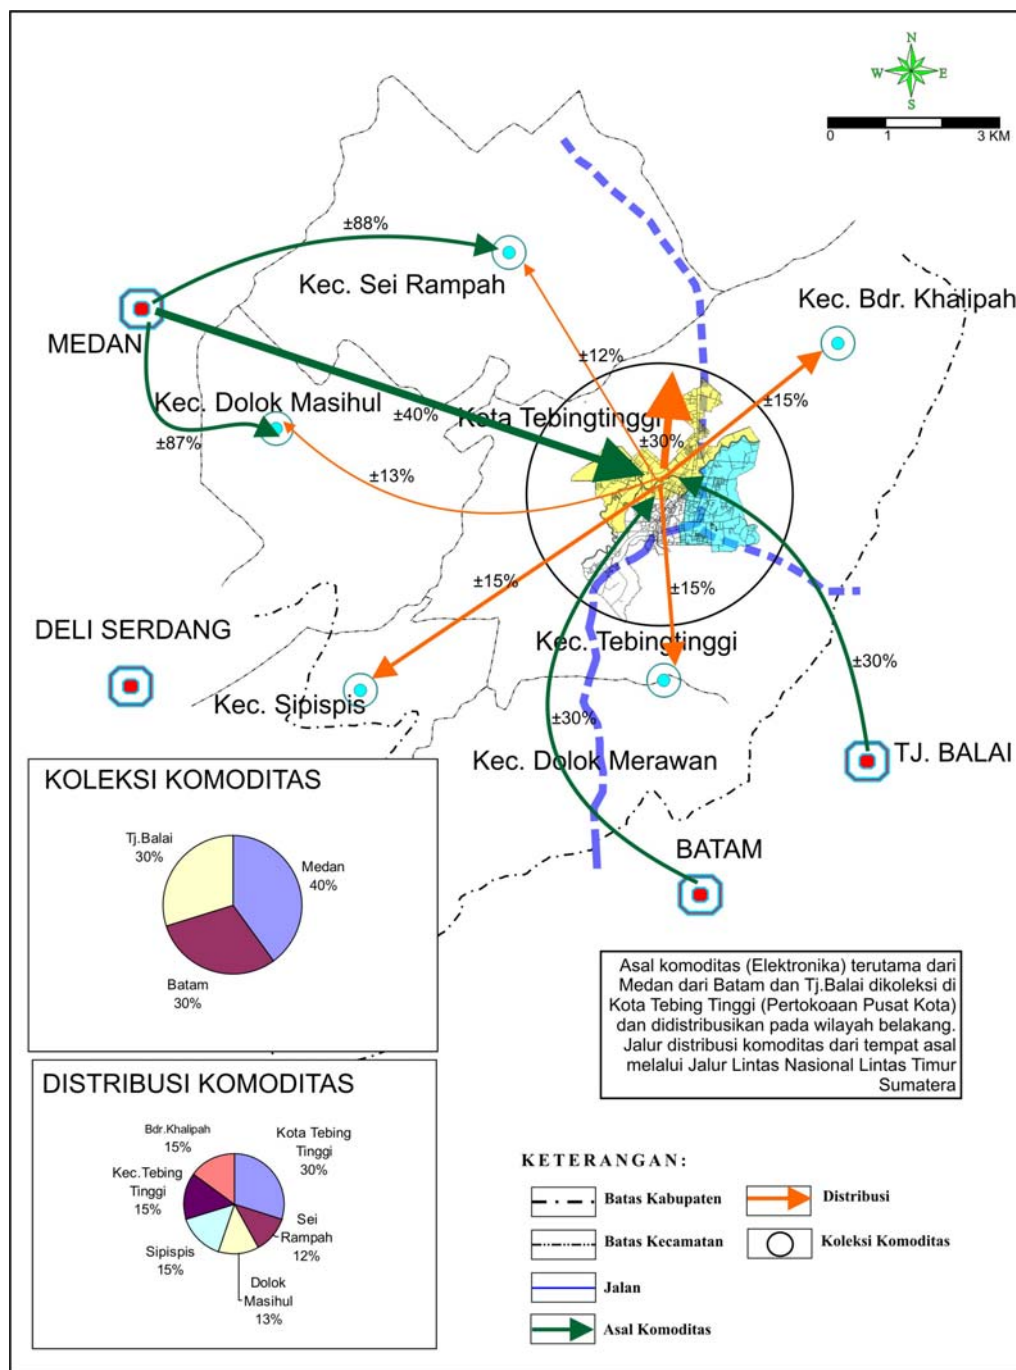 N
W
E
S
0
1
3 KM
±88%
Kec. Sei Rampah
Kec. Bdr. Khalipah
MEDAN
±12%
Kec. Dolok Masihul
±40%
Kota Tebingtinggi
±15%
±87%
±30%
±13%
±15%
±15%
DELI SERDANG
Kec. Tebingtinggi
±30%
Kec. Sipispis
±30%
Kec. Dolok Merawan
TJ. BALAI
BATAM
KOLEKSI KOMODITAS
Tj.Balai
30%
Medan
40%
Batam
30%
Asal komoditas (Elektronika) terutama dari
Medan dari Batam dan Tj.Balai dikoleksi di
Kota Tebing Tinggi (Pertokoaan Pusat Kota)
dan didistribusikan pada wilayah belakang.
Jalur distribusi komoditas dari tempat asal
melalui Jalur Lintas Nasional Lintas Timur
Sumatera
DISTRIBUSI KOMODITAS
Bdr.Khalipah
15%
Kota Tebing
Tinggi
30%
Kec.Tebing
Tinggi
15%
Sei
Rampah
12%
Sipispis
15%
Dolok
Masihul
13%
KETERANGAN:
Batas Kabupaten
Distribusi
Batas Kecamatan
Koleksi Komoditas
Jalan
Asal Komoditas